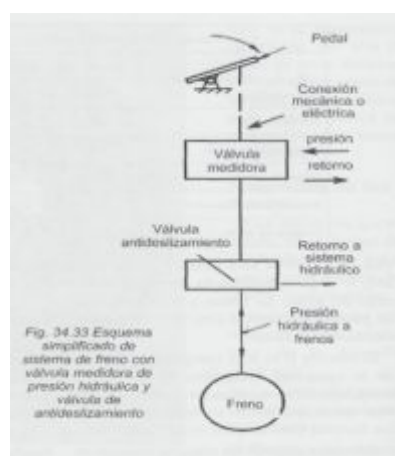 Pedal
Conexión
mecánica o
eléctrica
presión
Válvula
medidora
retorno
Válvula
antideslizamiento
Retorno a
sistema
hidráulico
Presión
hidráulica a
frenos
Fig. 34.33 Esquema
simplificado de
sistema de freno con
válvula medidora de
presión hidráulica y
válvula de
antideslizamiento
Freno